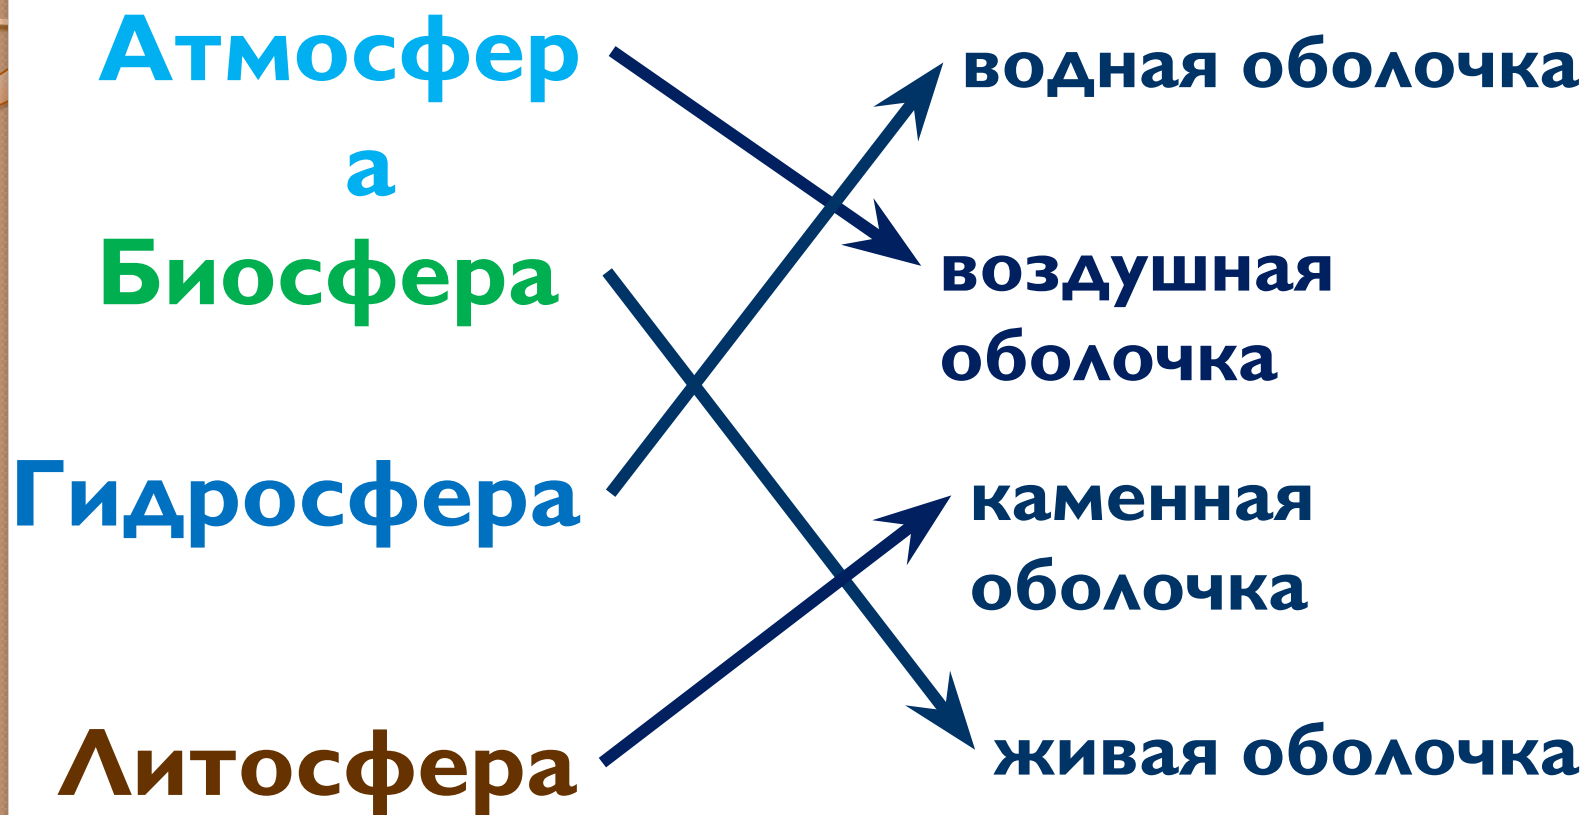 Атмосфер
а
Биосфера
Гидросфера
Литосфера
водная оболочка
воздушная
оболочка
каменная
оболочка
живая оболочка